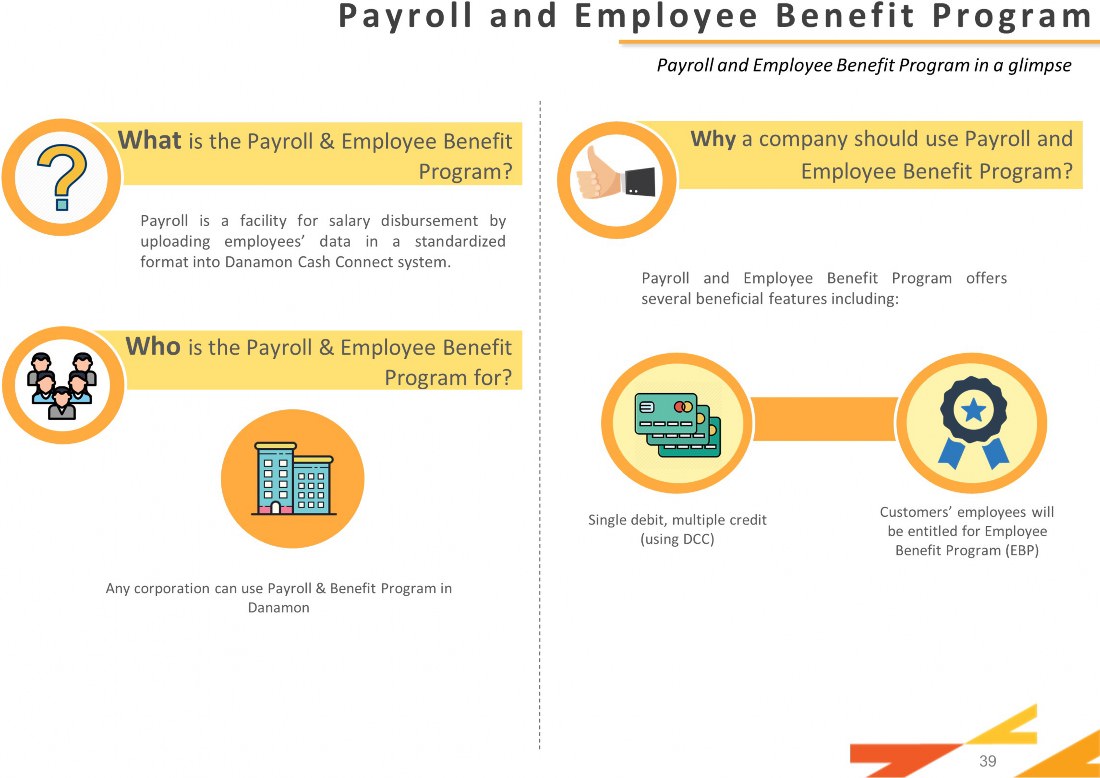 Payroll and Employee Benefit Program
Payroll and Employee Benefit Program in a glimpse
What is the Payroll & Employee Benefit
Program?
Payroll is a facility for salary disbursement by
uploading employees’ data in a standardized
format into Danamon Cash Connect system.
Who is the Payroll & Employee Benefit
Program for?
Any corporation can use Payroll & Benefit Program in
Danamon
Why a company should use Payroll and
Employee Benefit Program?
Payroll and Employee Benefit Program offers
several beneficial features including:
Single debit, multiple credit
(using DCC)
Customers’ employees will
be entitled for Employee
Benefit Program (EBP)
39